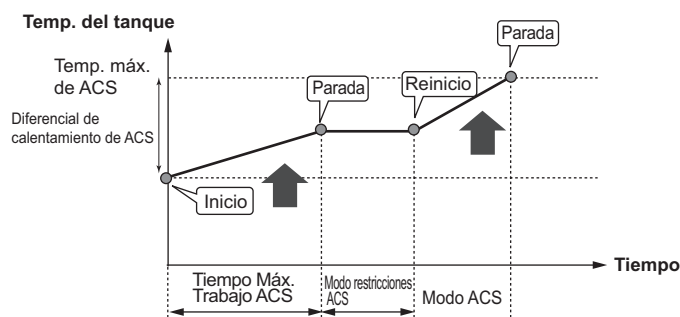 Temp. del tanque
Parada
Temp. máx.
de ACS
Parada
Reinicio
Diferencial de
calentamiento de ACS
Inicio
Tiempo
Tiempo Máx.
Trabajo ACS
Modo restricciones
ACS
Modo ACS